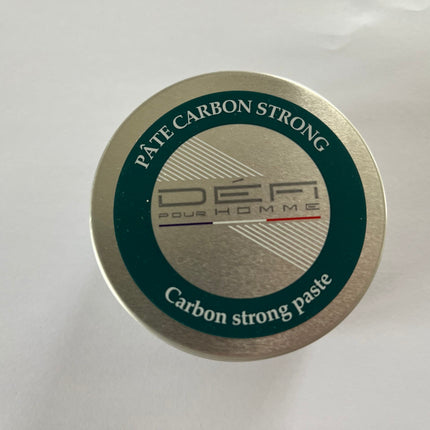 PÂTE CARBON STRONG
DÉFI
POUR HOMME
Carbon strong paste